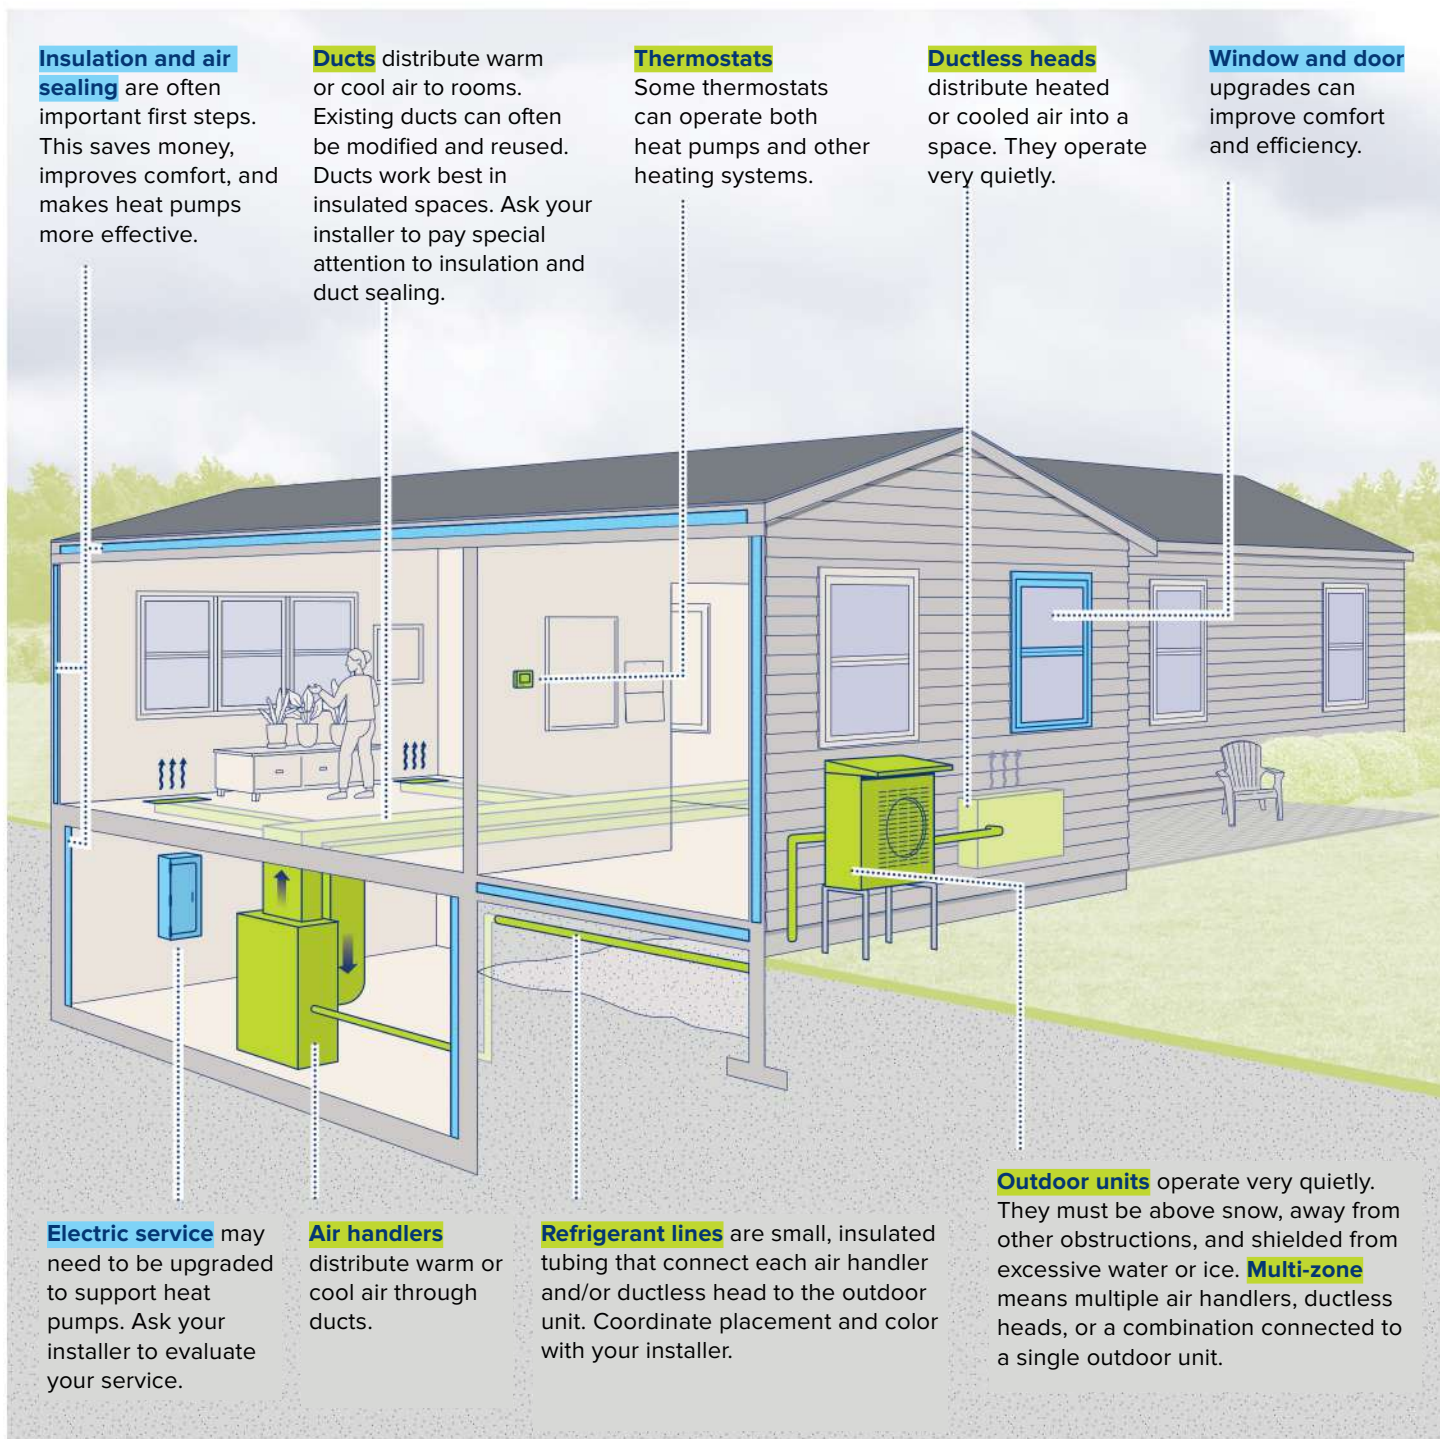 Insulation and air
sealing are often
important first steps.
This saves money,
improves comfort, and
makes heat pumps
more effective.
Ducts distribute warm
or cool air to rooms.
Existing ducts can often
be modified and reused.
Ducts work best in
insulated spaces. Ask your
installer to pay special
attention to insulation and
duct sealing.
Thermostats
Some thermostats
can operate both
heat pumps and other
heating systems.
Ductless heads
distribute heated
or cooled air into a
space. They operate
very quietly.
Window and door
upgrades can
improve comfort
and efficiency.
Electric service may
need to be upgraded
to support heat
pumps. Ask your
installer to evaluate
your service.
Air handlers
distribute warm or
cool air through
ducts.
Refrigerant lines are small, insulated
tubing that connect each air handler
and/or ductless head to the outdoor
unit. Coordinate placement and color
with your installer.
Outdoor units operate very quietly.
They must be above snow, away from
other obstructions, and shielded from
excessive water or ice. Multi-zone
means multiple air handlers, ductless
heads, or a combination connected to
a single outdoor unit.